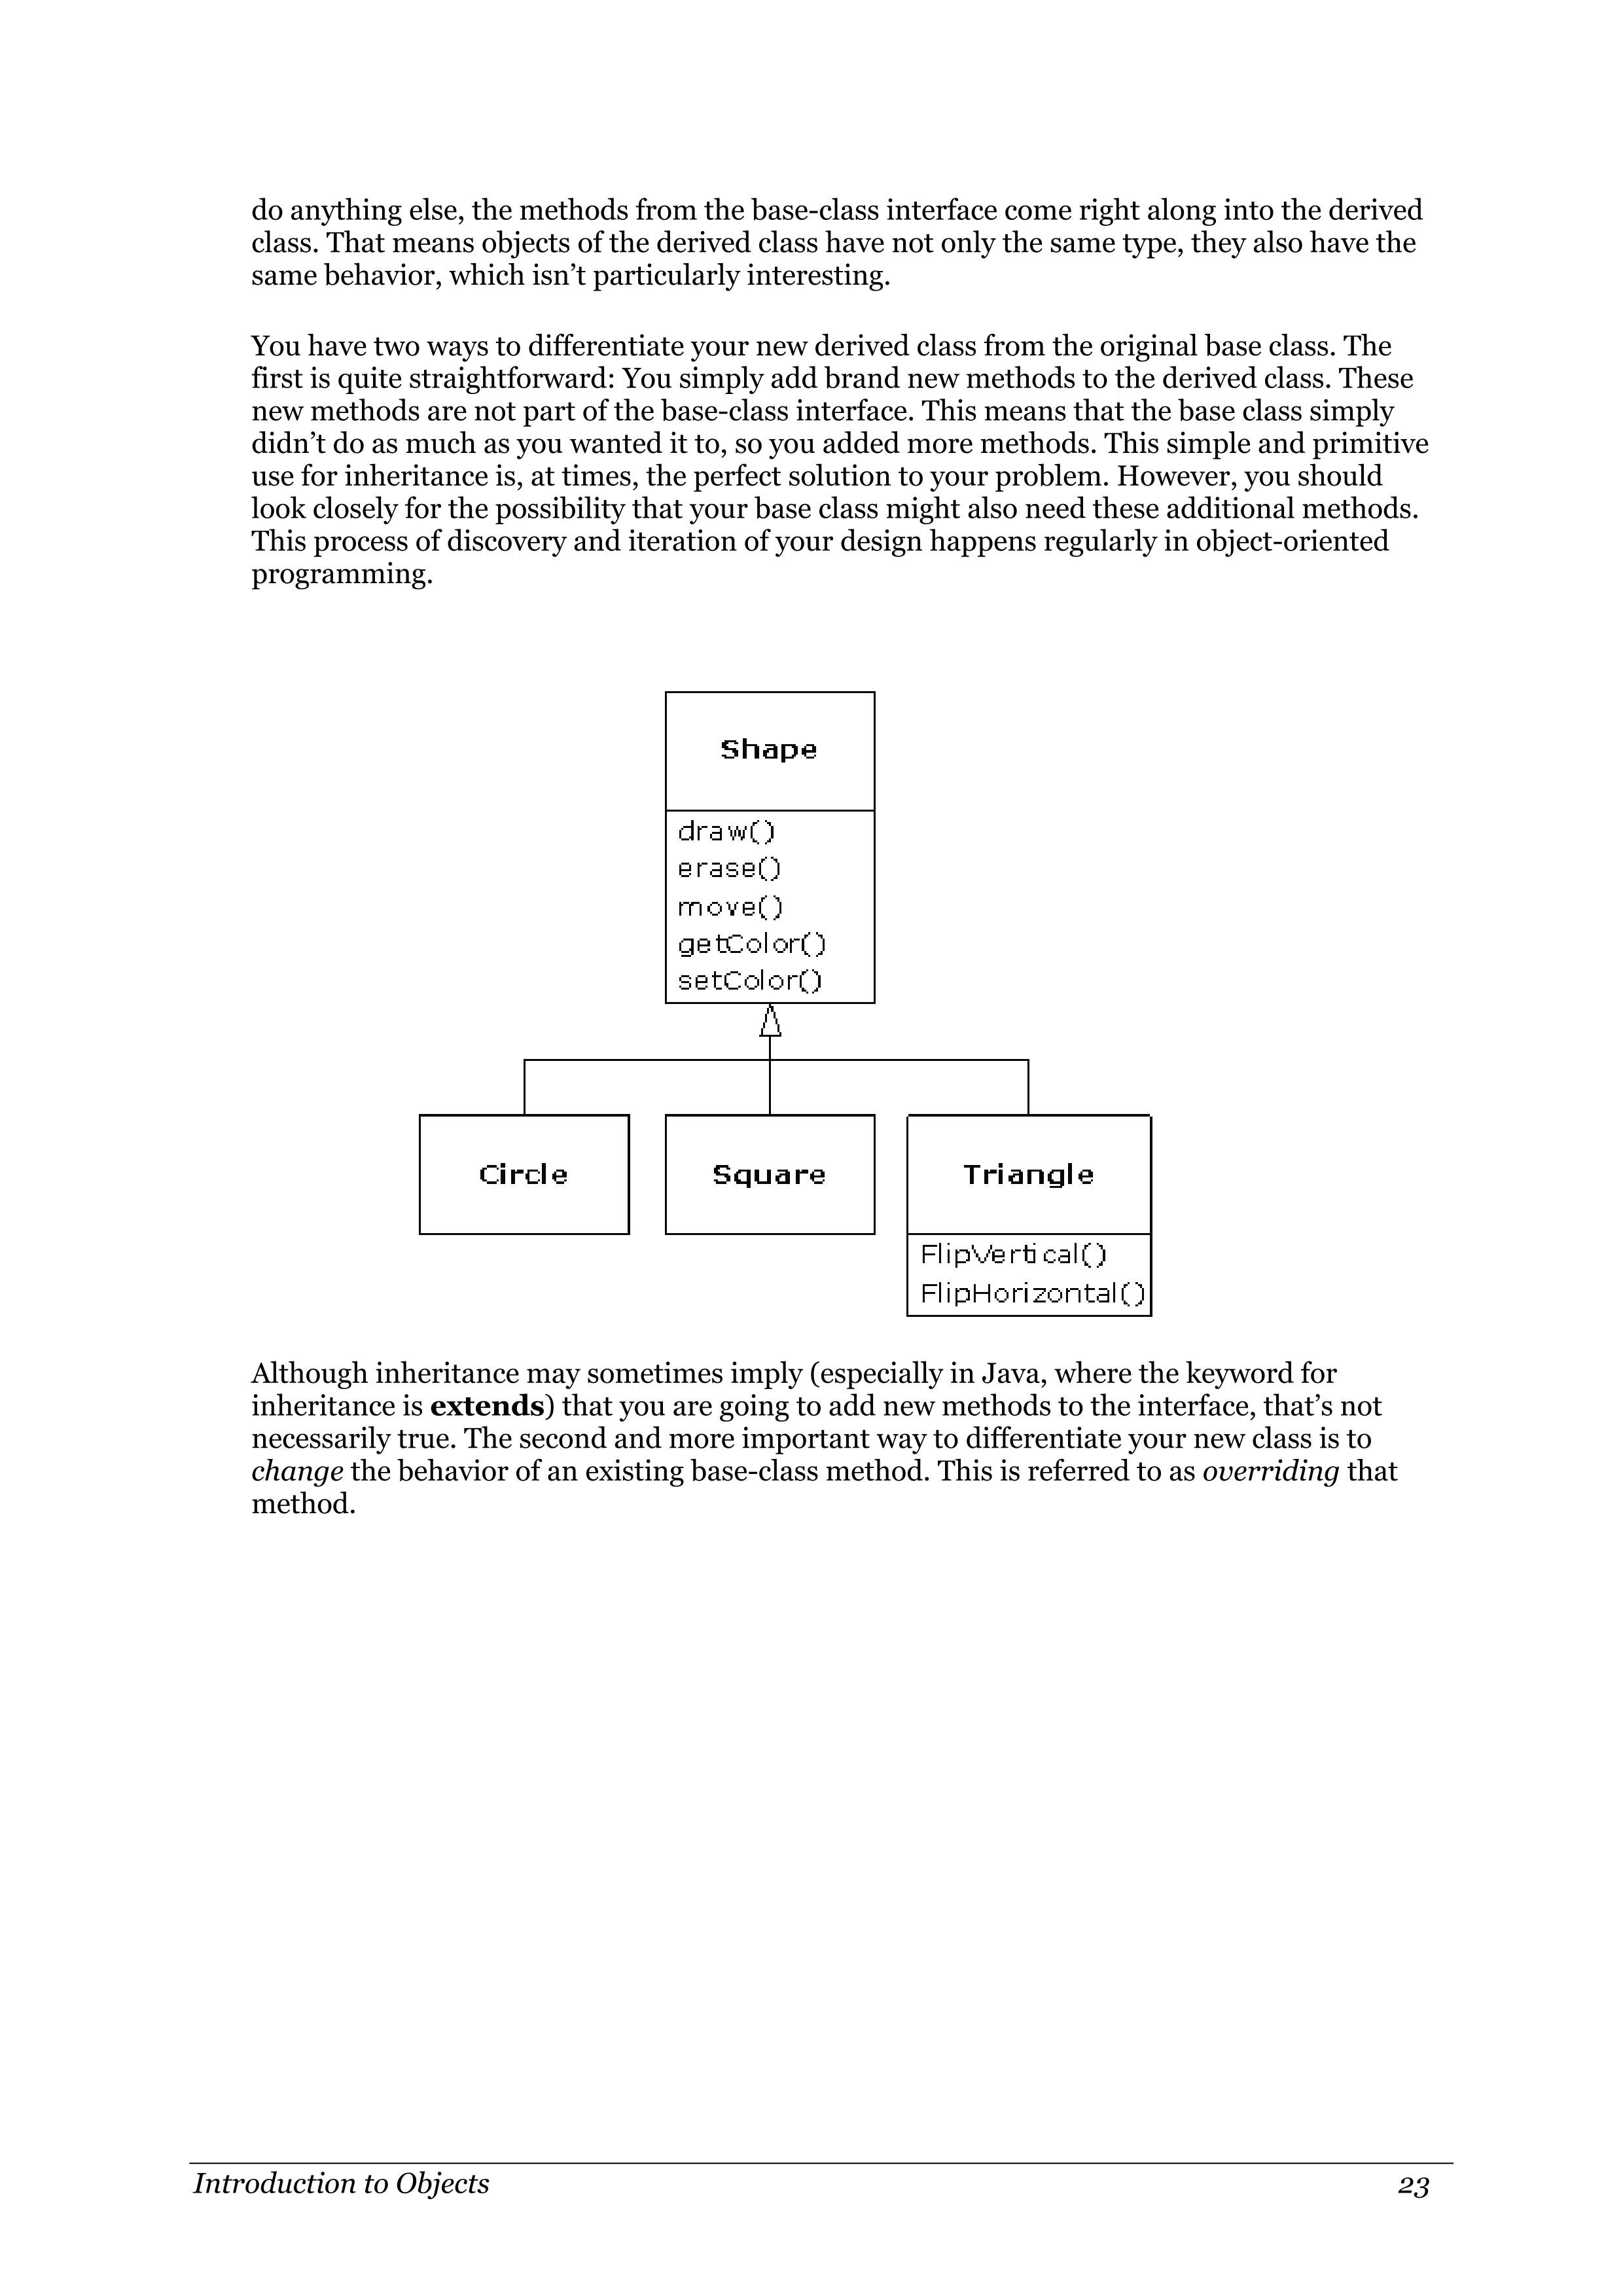 do anything else, the methods from the base-class interface come right along into the derived
class. That means objects of the derived class have not only the same type, they also have the
same behavior, which isn’t particularly interesting.
You have two ways to differentiate your new derived class from the original base class. The
first is quite straightforward: You simply add brand new methods to the derived class. These
new methods are not part of the base-class interface. This means that the base class simply
didn’t do as much as you wanted it to, so you added more methods. This simple and primitive
use for inheritance is, at times, the perfect solution to your problem. However, you should
look closely for the possibility that your base class might also need these additional methods.
This process of discovery and iteration of your design happens regularly in object-oriented
programming.
Shape
draw()
erase()
move()
getColor()
setColor()
Circle
Square
Triangle
FlipVertical()
FlipHorizontal()
Although inheritance may sometimes imply (especially in Java, where the keyword for
inheritance is extends) that you are going to add new methods to the interface, that’s not
necessarily true. The second and more important way to differentiate your new class is to
change the behavior of an existing base-class method. This is referred to as overriding that
method.
Introduction to Objects 23